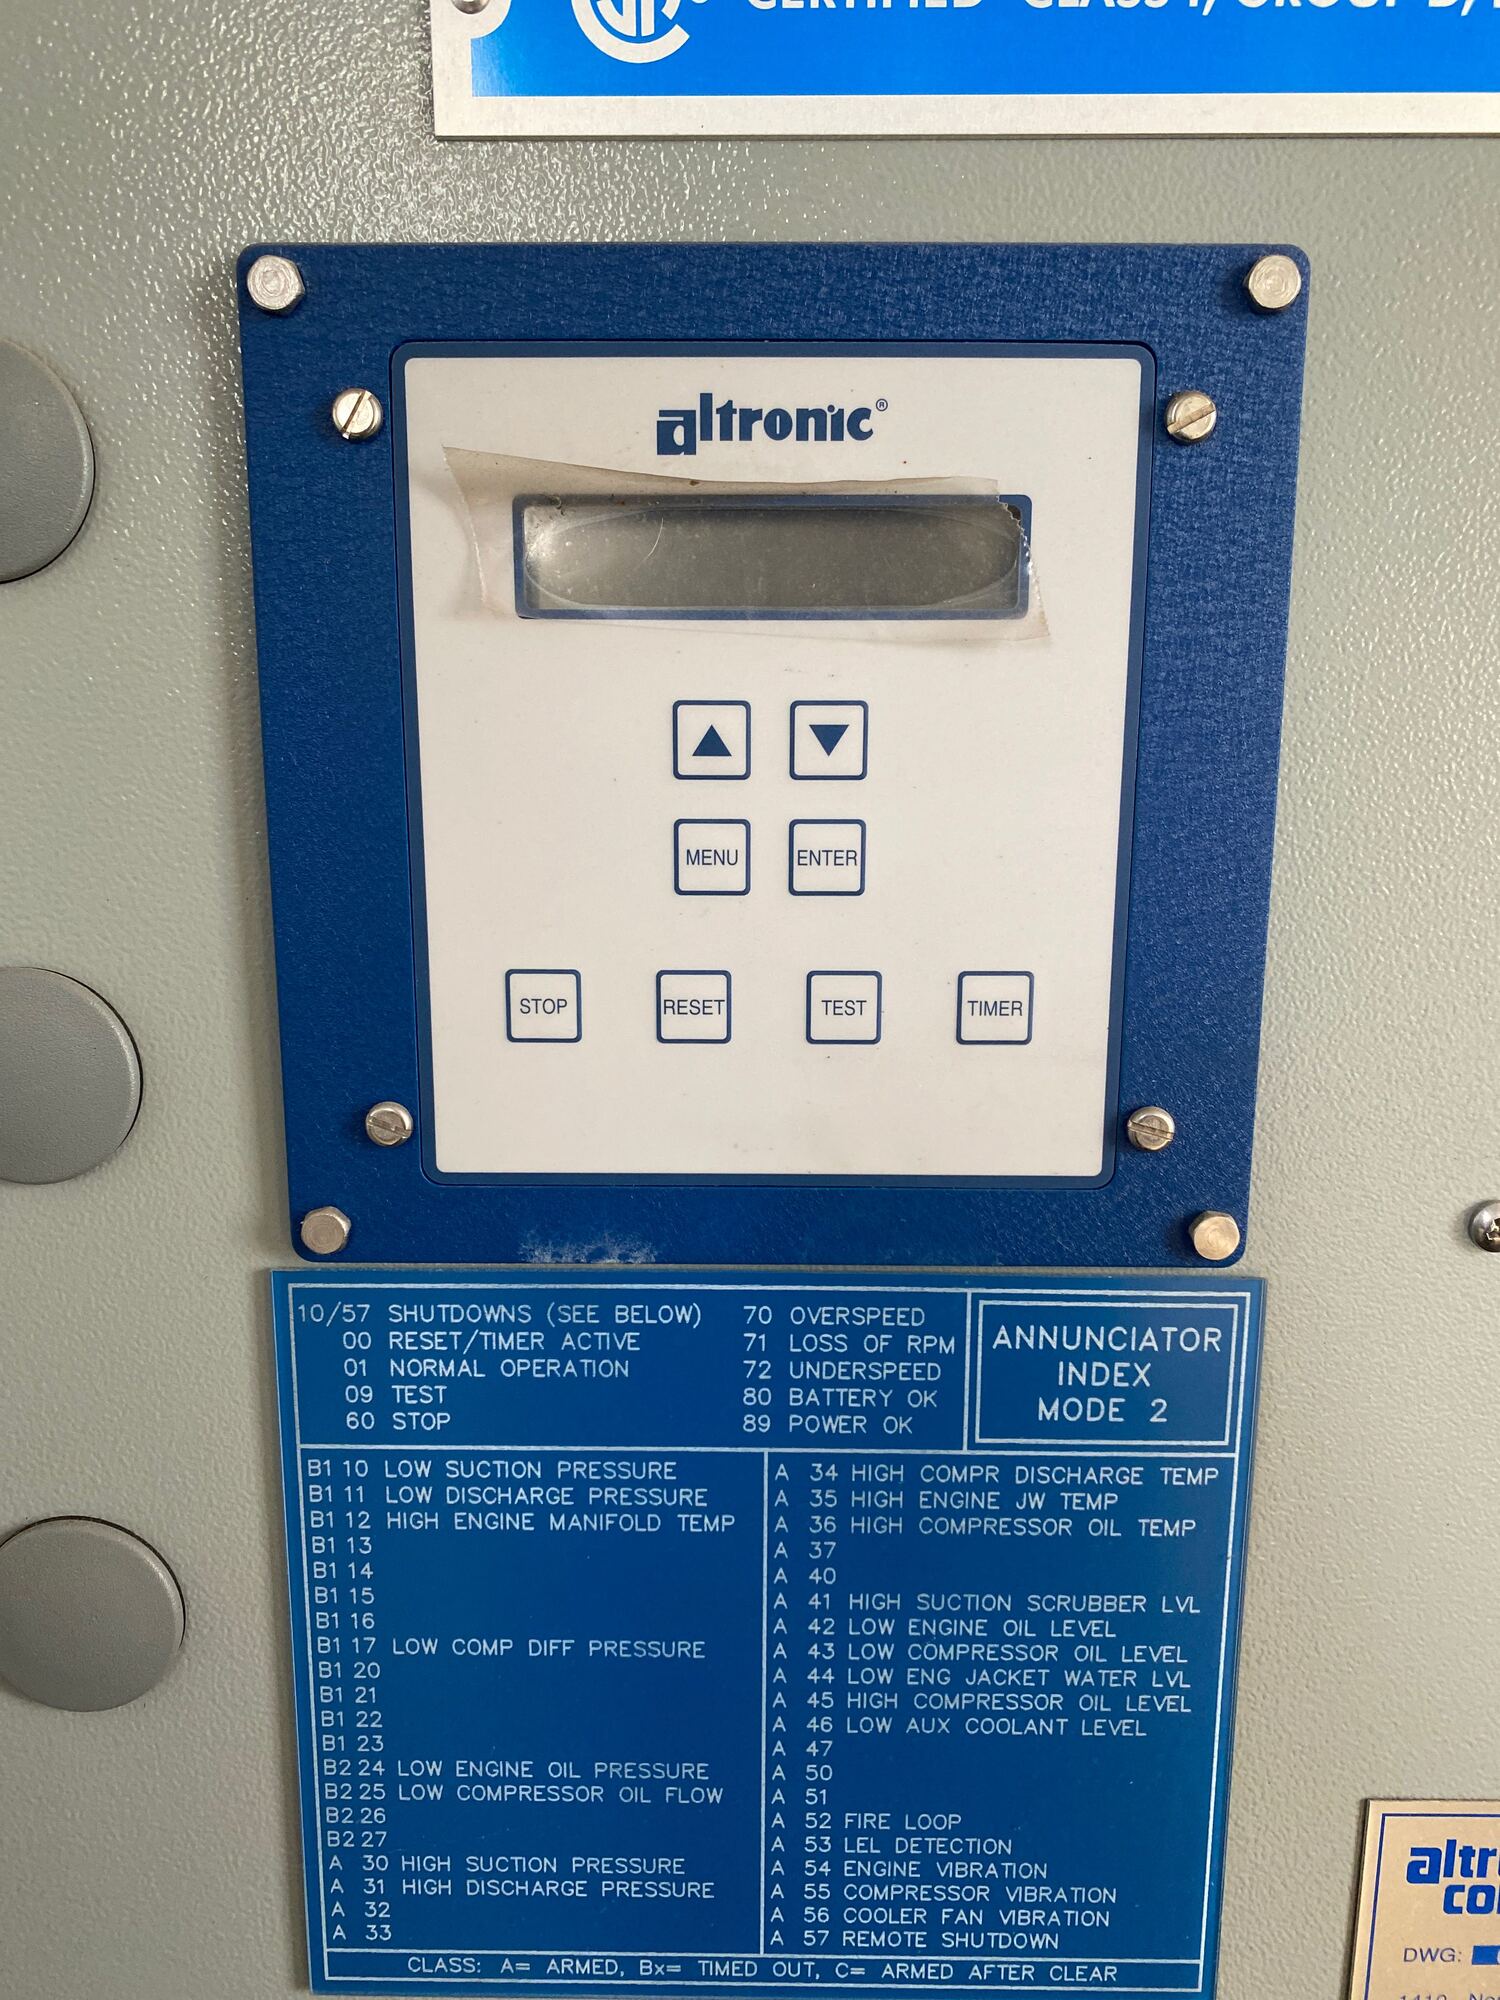 CERTIFIED CLASS I, GROUP D,
altronic®
MENU ENTER
STOP RESET TEST TIMER
10/57 SHUTDOWNS (SEE BELOW)
00 RESET/TIMER ACTIVE
01 NORMAL OPERATION
09 TEST
60 STOP
70 OVERSPEED
71 LOSS OF RPM
72 UNDERSPEED
80 BATTERY OK
89 POWER OK
ANNUNCIATOR
INDEX
MODE 2
B1 10 LOW SUCTION PRESSURE
B1 11 LOW DISCHARGE PRESSURE
B1 12 HIGH ENGINE MANIFOLD TEMP
B1 13
B1 14
B1 15
B1 16
B1 17 LOW COMP DIFF PRESSURE
B1 20
B1 21
B1 22
B1 23
B2 24 LOW ENGINE OIL PRESSURE
B2 25 LOW COMPRESSOR OIL FLOW
B2 26
B2 27
A 30 HIGH SUCTION PRESSURE
A 31 HIGH DISCHARGE PRESSURE
A 32
A 33
A 34 HIGH COMPR DISCHARGE TEMP
A 35 HIGH ENGINE JW TEMP
A 36 HIGH COMPRESSOR OIL TEMP
A 37
A 40
A 41 HIGH SUCTION SCRUBBER LVL
A 42 LOW ENGINE OIL LEVEL
A 43 LOW COMPRESSOR OIL LEVEL
A 44 LOW ENG JACKET WATER LVL
A 45 HIGH COMPRESSOR OIL LEVEL
A 46 LOW AUX COOLANT LEVEL
A 47
A 50
A 51
A 52 FIRE LOOP
A 53 LEL DETECTION
A 54 ENGINE VIBRATION
A 55 COMPRESSOR VIBRATION
A 56 COOLER FAN VIBRATION
A 57 REMOTE SHUTDOWN
CLASS: A= ARMED, Bx= TIMED OUT, C= ARMED AFTER CLEAR
DWG: